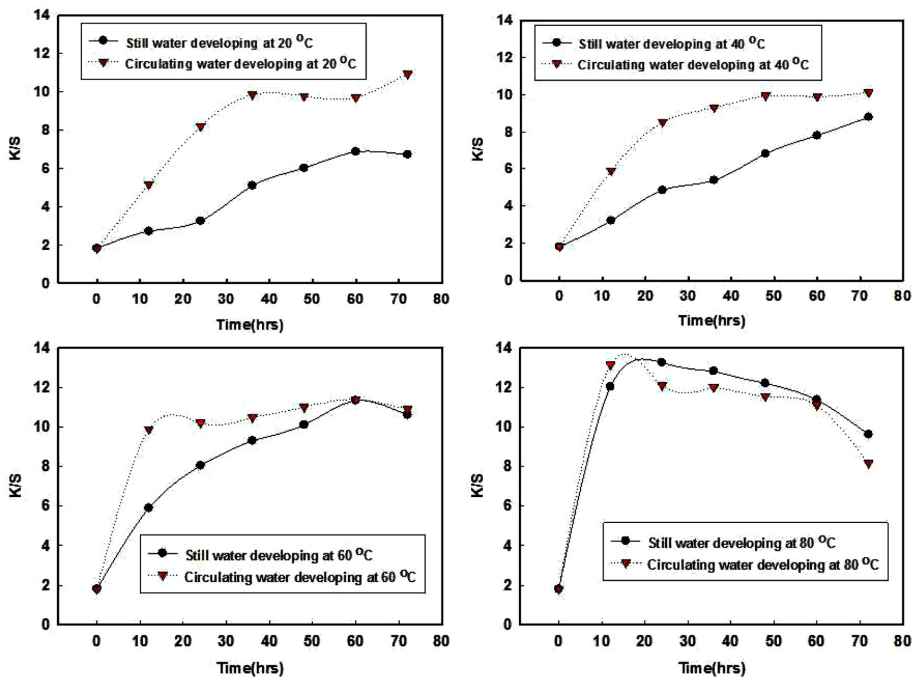 14
12
10
8
6
4
2
0
K/S
Still water developing at 20 °C
Circulating water developing at 20 °C
0 10 20 30 40 50 60 70 80
Time(hrs)
14
12
10
8
6
4
2
0
K/S
Still water developing at 40 °C
Circulating water developing at 40 °C
0 10 20 30 40 50 60 70 80
Time(hrs)
14
12
10
8
6
4
2
0
K/S
Still water developing at 60 °C
Circulating water developing at 60 °C
0 10 20 30 40 50 60 70 80
Time(hrs)
14
12
10
8
6
4
2
0
K/S
Still water developing at 80 °C
Circulating water developing at 80 °C
0 10 20 30 40 50 60 70 80
Time(hrs)